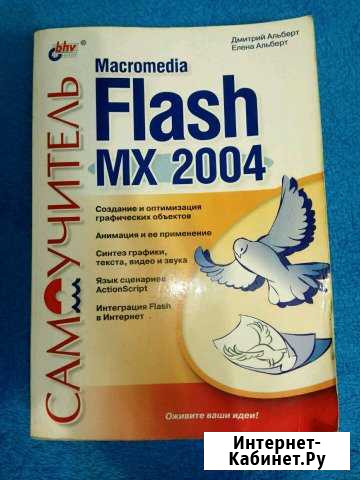 bhv
Дмитрий Альберт
Елена Альберт
САМОУЧИТЕЛЬ
Macromedia
Flash
MX 2004
Создание и оптимизация
графических объектов
Анимация и ее применение
Синтез графики,
текста, видео и звука
Язык сценариев
ActionScript
Интеграция Flash
в Интернет
Оживите ваши идеи!
Интернет-
Кабинет.Ру